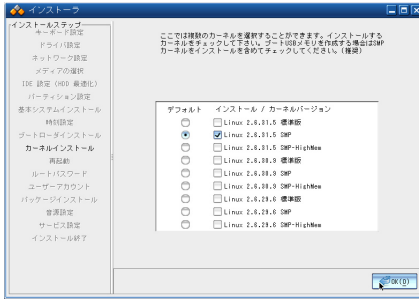 インストーラ
インストールステップ
キーボード設定
ドライバ設定
ネットワーク設定
メディアの選択
IDE 設定 (HDD 最適化)
パーティション設定
基本システムインストール
時刻設定
ブートローダインストール
カーネルインストール
再起動
ルートパスワード
ユーザーアカウント
パッケージインストール
音源設定
サービス設定
インストール終了
ここでは複数のカーネルを選択することができます。インストールする
カーネルをチェックして下さい。ブートUSBメモリを作成する場合はSMP
カーネルをインストールを含めてチェックしてください。(推奨)
デフォルト インストール / カーネルバージョン
Linux 2.6.31.5 標準版
Linux 2.6.31.5 SMP
Linux 2.6.31.5 SMP-HighMem
Linux 2.6.30.9 標準版
Linux 2.6.30.9 SMP
Linux 2.6.30.9 SMP-HighMem
Linux 2.6.29.6 標準版
Linux 2.6.29.6 SMP
Linux 2.6.29.6 SMP-HighMem
OK(O)